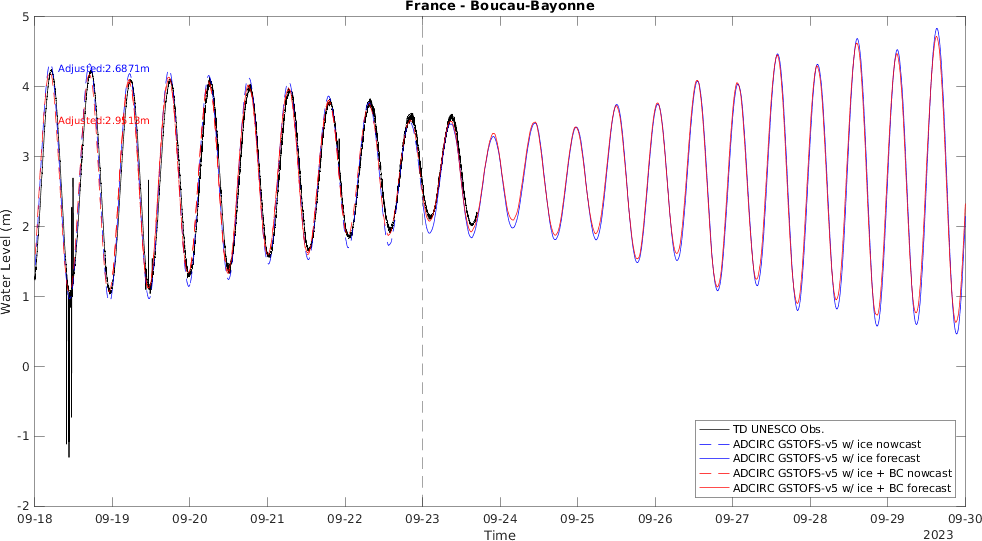 France - Boucau-Bayonne
5
4
3
2
1
0
-1
-2
Water Level (m)
Adjusted:2.6871m
Adjusted:2.9513m
TD UNESCO Obs.
ADCIRC GSTOFS-v5 w/ ice nowcast
ADCIRC GSTOFS-v5 w/ ice forecast
ADCIRC GSTOFS-v5 w/ ice + BC nowcast
ADCIRC GSTOFS-v5 w/ ice + BC forecast
09-18 09-19 09-20 09-21 09-22 09-23 09-24 09-25 09-26 09-27 09-28 09-29 09-30
Time
2023